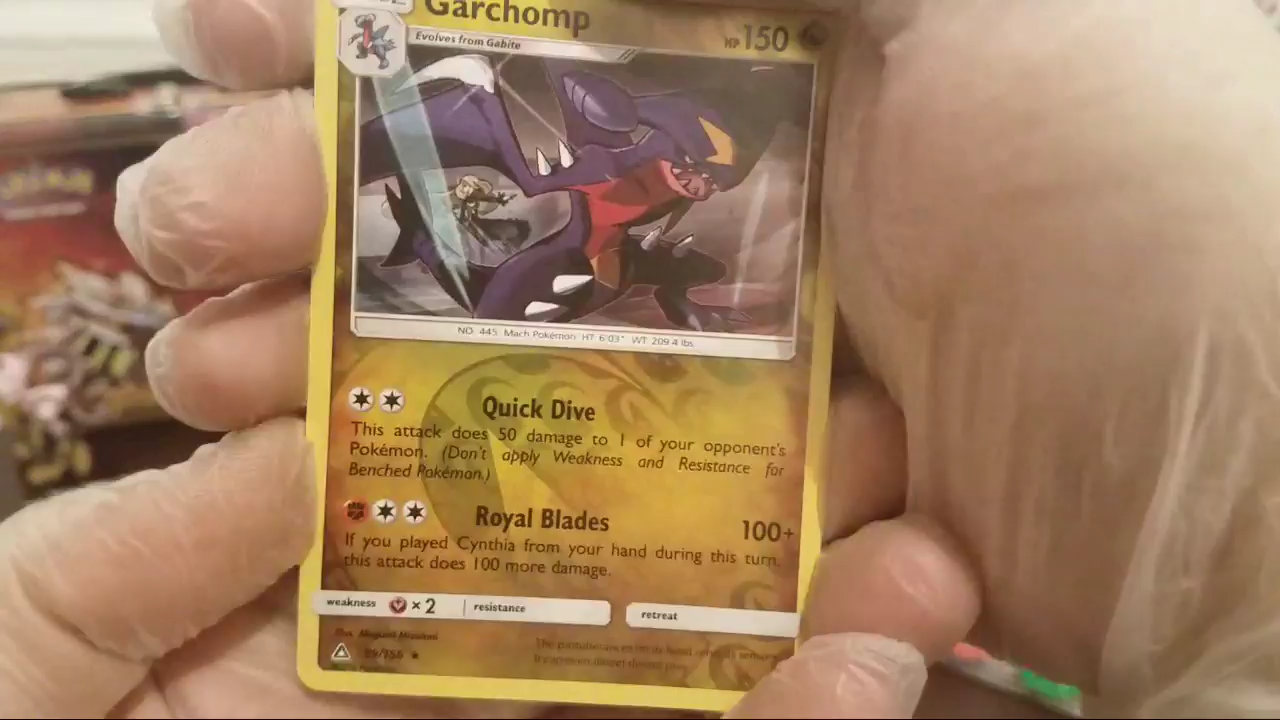 Garchomp
HP 150
Evolves from Gabite
NO. 445 Mach Pokémon HT 6'03" WT 209.4 lbs.
Quick Dive
This attack does 50 damage to 1 of your opponent's
Pokémon. (Don't apply Weakness and Resistance for
Benched Pokémon.)
Royal Blades 100+
If you played Cynthia from your hand during this turn,
this attack does 100 more damage.
weakness ×2 resistance retreat